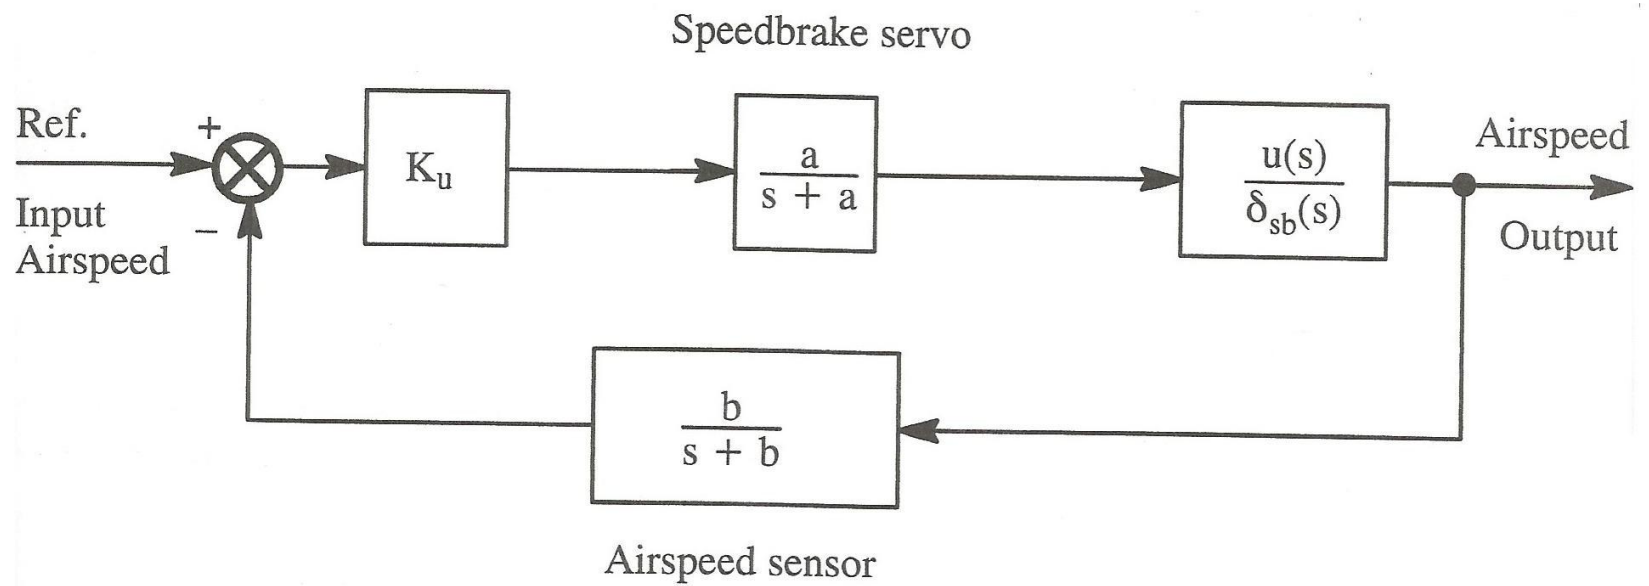 Speedbrake servo
Ref.
+
Input
Airspeed
−
K_u
a
s + a
u(s)
δ_sb(s)
Airspeed
Output
b
s + b
Airspeed sensor